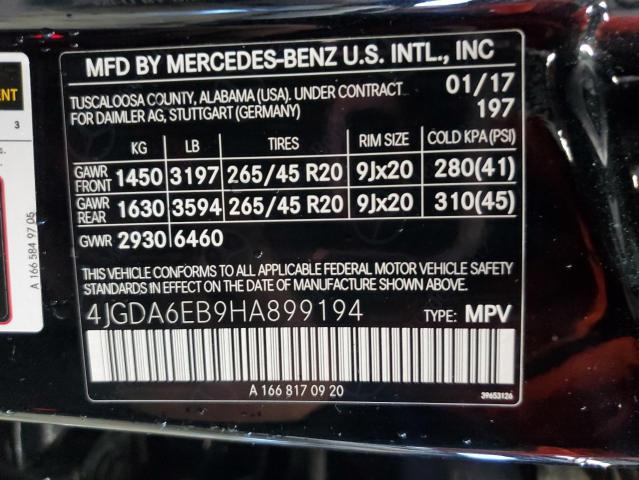 MFD BY MERCEDES-BENZ U.S. INTL., INC
TUSCALOOSA COUNTY, ALABAMA (USA). UNDER CONTRACT 01/17
FOR DAIMLER AG, STUTTGART (GERMANY) 197
KG LB TIRES RIM SIZE COLD KPA (PSI)
GAWR FRONT 1450 3197 265/45 R20 9Jx20 280(41)
GAWR REAR 1630 3594 265/45 R20 9Jx20 310(45)
GVWR 2930 6460
THIS VEHICLE CONFORMS TO ALL APPLICABLE FEDERAL MOTOR VEHICLE SAFETY
STANDARDS IN EFFECT ON THE DATE OF MANUFACTURE SHOWN ABOVE.
4JGDA6EB9HA899194 TYPE: MPV
A 166 817 09 20
39653126
ENT
3
A 166 584 97 05